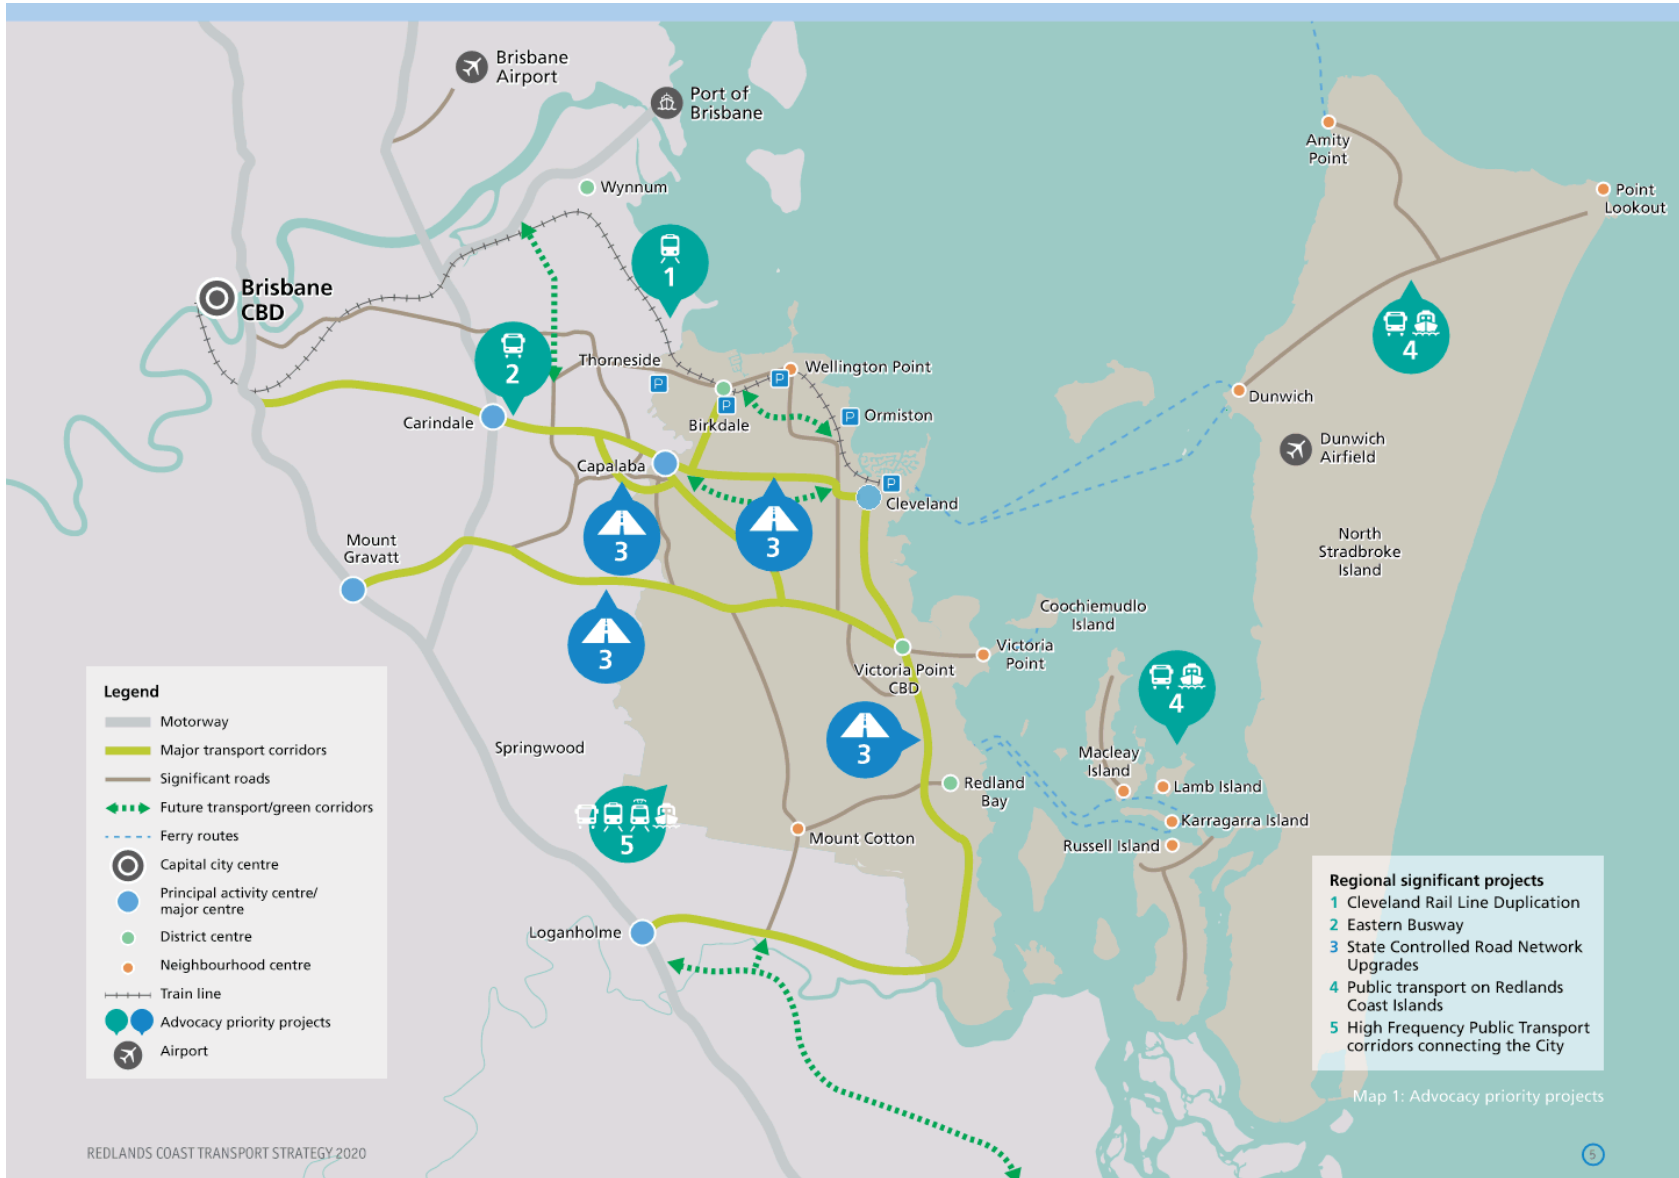 Brisbane
Airport
Port of
Brisbane
Amity
Point
Wynnum
Point
Lookout
1
Brisbane
CBD
2
4
Thorneside
Wellington Point
P
P
P
P
Ormiston
Dunwich
Carindale
Birkdale
Dunwich
Airfield
Capalaba
P
Cleveland
3
3
Mount
Gravatt
North
Stradbroke
Island
Coochiemudlo
Island
3
Victoria
Point
Victoria Point
CBD
4
Legend
Motorway
Major transport corridors
Significant roads
Future transport/green corridors
Ferry routes
Capital city centre
Principal activity centre/
major centre
District centre
Neighbourhood centre
Train line
Advocacy priority projects
Airport
Springwood
3
Macleay
Island
Redland
Bay
Lamb Island
5
Mount Cotton
Karragarra Island
Russell Island
Loganholme
Regional significant projects
1 Cleveland Rail Line Duplication
2 Eastern Busway
3 State Controlled Road Network
Upgrades
4 Public transport on Redlands
Coast Islands
5 High Frequency Public Transport
corridors connecting the City
Map 1: Advocacy priority projects
REDLANDS COAST TRANSPORT STRATEGY 2020
5